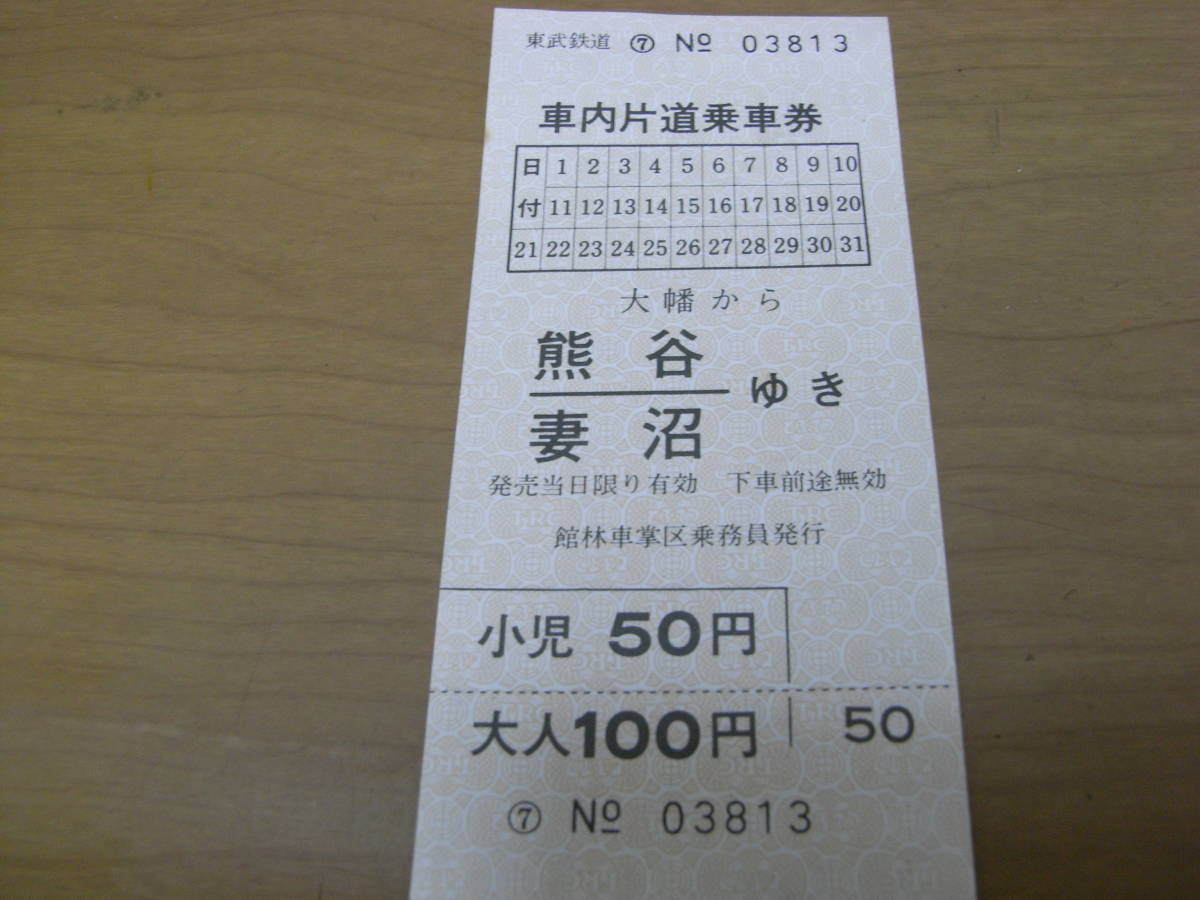 東武鉄道 ⑦ № 03813
車内片道乗車券
日 1 2 3 4 5 6 7 8 9 10
付 11 12 13 14 15 16 17 18 19 20
21 22 23 24 25 26 27 28 29 30 31
大幡から
熊谷
ゆき
妻沼
発売当日限り有効 下車前途無効
館林車掌区乗務員発行
小児 50円
大人100円 50
⑦ № 03813